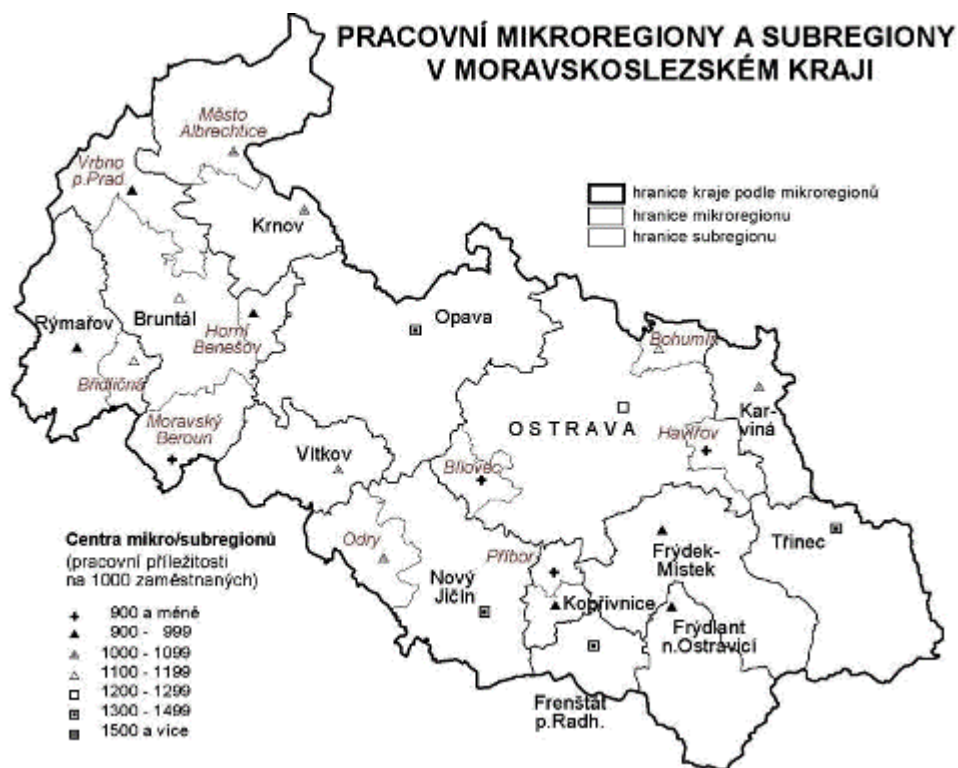 PRACOVNÍ MIKROREGIONY A SUBREGIONY
V MORAVSKOSLEZSKÉM KRAJI
Město
Albrechtice
Vrbno
p.Prad.
Krnov
hranice kraje podle mikroregionů
hranice mikroregionu
hranice subregionu
Rýmařov
Bruntál
Horní
Benešov
Opava
Bohumín
Břidličná
Moravský
Beroun
OSTRAVA
Havířov
Kar-
viná
Vítkov
Bílovec
Centra mikro/subregionů
(pracovní příležitosti
na 1000 zaměstnaných)
Odry
Příbor
Nový
Jičín
Kopřivnice
Frýdek-
Místek
Třinec
Frýdlant
n.Ostravicí
Frenštát
p.Radh.
900 a méně
900 - 999
1000 - 1099
1100 - 1199
1200 - 1299
1300 - 1499
1500 a více